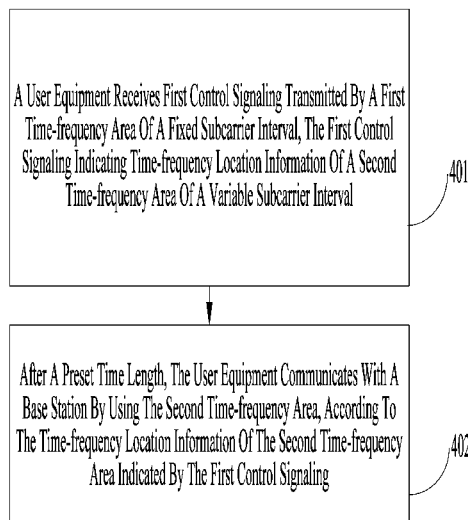 A User Equipment Receives First Control Signaling Transmitted By A First
Time-frequency Area Of A Fixed Subcarrier Interval, The First Control
Signaling Indicating Time-frequency Location Information Of A Second
Time-frequency Area Of A Variable Subcarrier Interval
401
After A Preset Time Length, The User Equipment Communicates With A
Base Station By Using The Second Time-frequency Area, According To
The Time-frequency Location Information Of The Second Time-frequency
Area Indicated By The First Control Signaling
402